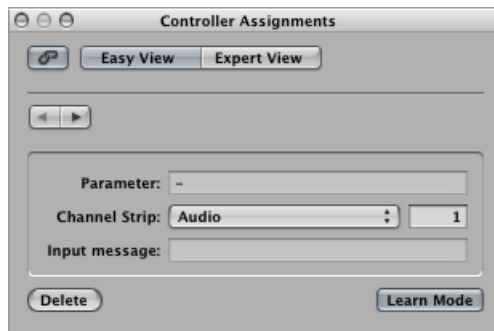 Controller Assignments
Easy View Expert View
Parameter: –
Channel Strip: Audio 1
Input message:
Delete Learn Mode